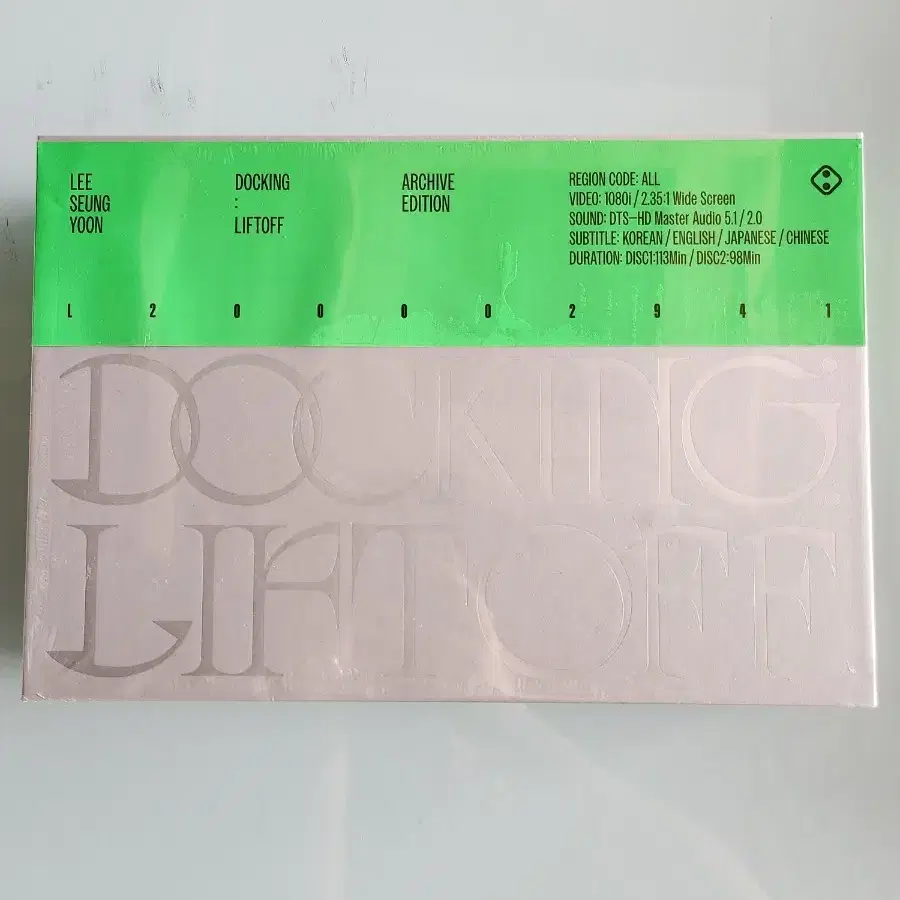 LEE
SEUNG
YOON
DOCKING
:
LIFTOFF
ARCHIVE
EDITION
REGION CODE: ALL
VIDEO: 1080i / 2.35:1 Wide Screen
SOUND: DTS-HD Master Audio 5.1 / 2.0
SUBTITLE: KOREAN / ENGLISH / JAPANESE / CHINESE
DURATION: DISC1:113Min / DISC2:98Min
L 2 0 0 0 0 2 9 4 1
DOCKING
LIFTOFF